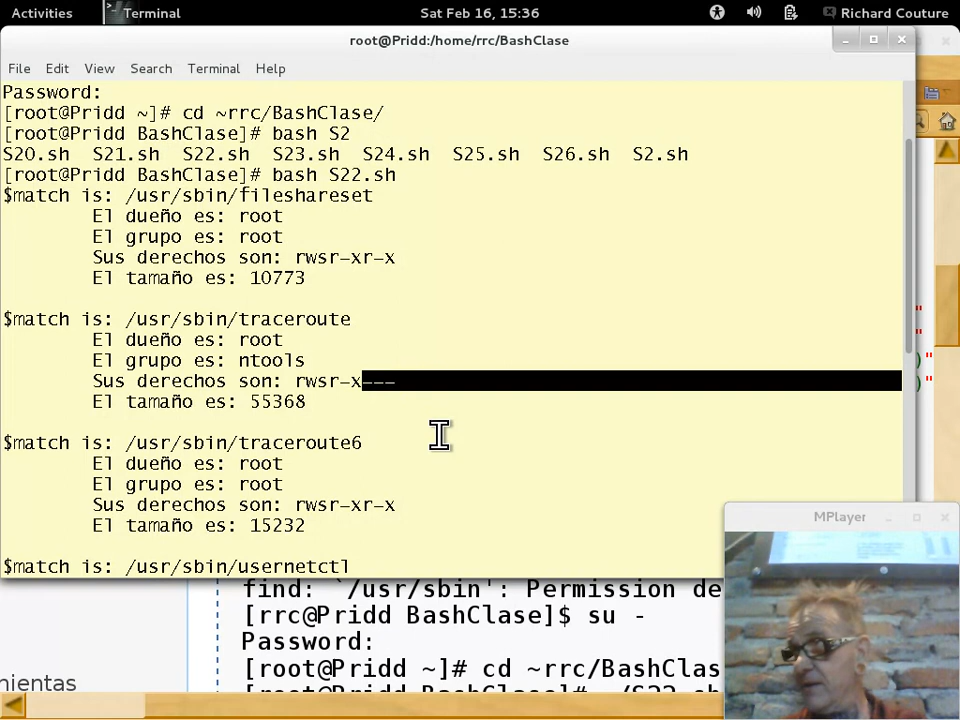 Activities Terminal Sat Feb 16, 15:36 Richard Couture
root@Pridd:/home/rrc/BashClase
File Edit View Search Terminal Help
Password:
[root@Pridd ~]# cd ~rrc/BashClase/
[root@Pridd BashClase]# bash S2
S20.sh S21.sh S22.sh S23.sh S24.sh S25.sh S26.sh S2.sh
[root@Pridd BashClase]# bash S22.sh
$match is: /usr/sbin/fileshareset
El dueño es: root
El grupo es: root
Sus derechos son: rwsr-xr-x
El tamaño es: 10773
$match is: /usr/sbin/traceroute
El dueño es: root
El grupo es: ntools
Sus derechos son: rwsr-x---
El tamaño es: 55368
$match is: /usr/sbin/traceroute6
El dueño es: root
El grupo es: root
Sus derechos son: rwsr-xr-x
El tamaño es: 15232
$match is: /usr/sbin/usernetctl
MPlayer
find: `/usr/sbin': Permission de
[rrc@Pridd BashClase]$ su -
Password:
[root@Pridd ~]# cd ~rrc/BashClas
[root@Pridd BashClase]# ./S22.sh
"
"
)"
)"